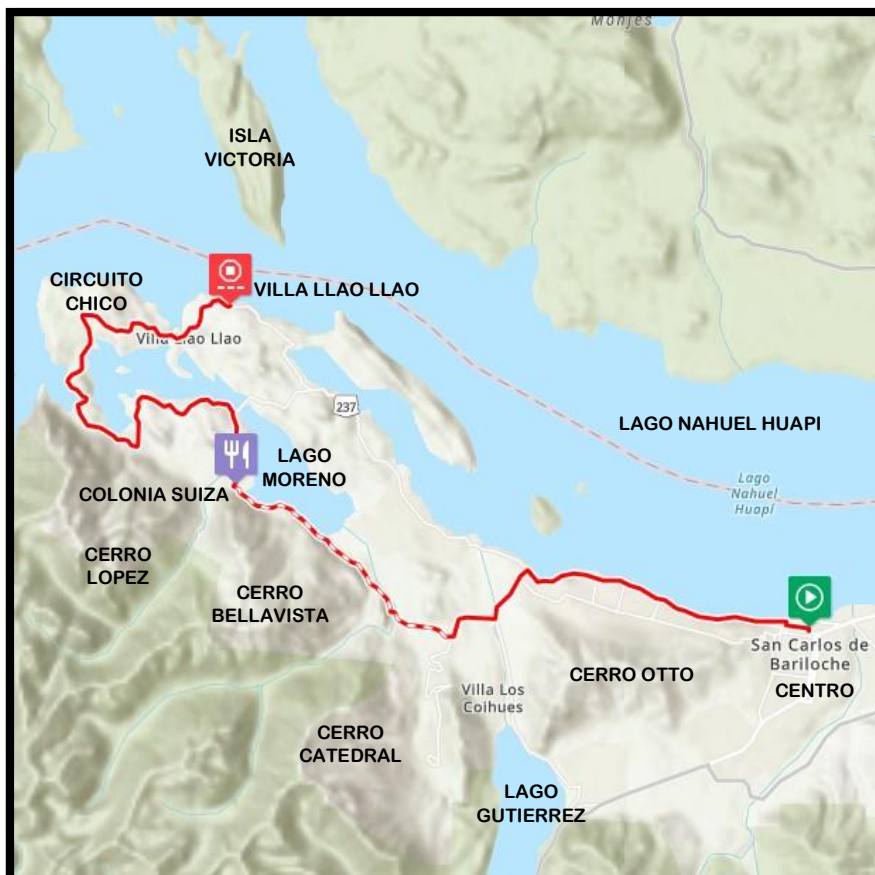 Monjes
ISLA
VICTORIA
CIRCUITO
CHICO
VILLA LLAO LLAO
Villa Llao Llao
237
LAGO NAHUEL HUAPI
LAGO
MORENO
Lago
Nahuel
Huapí
COLONIA SUIZA
CERRO
LOPEZ
CERRO
BELLAVISTA
San Carlos de
Bariloche
CERRO OTTO
CENTRO
Villa Los
Coihues
CERRO
CATEDRAL
LAGO
GUTIERREZ